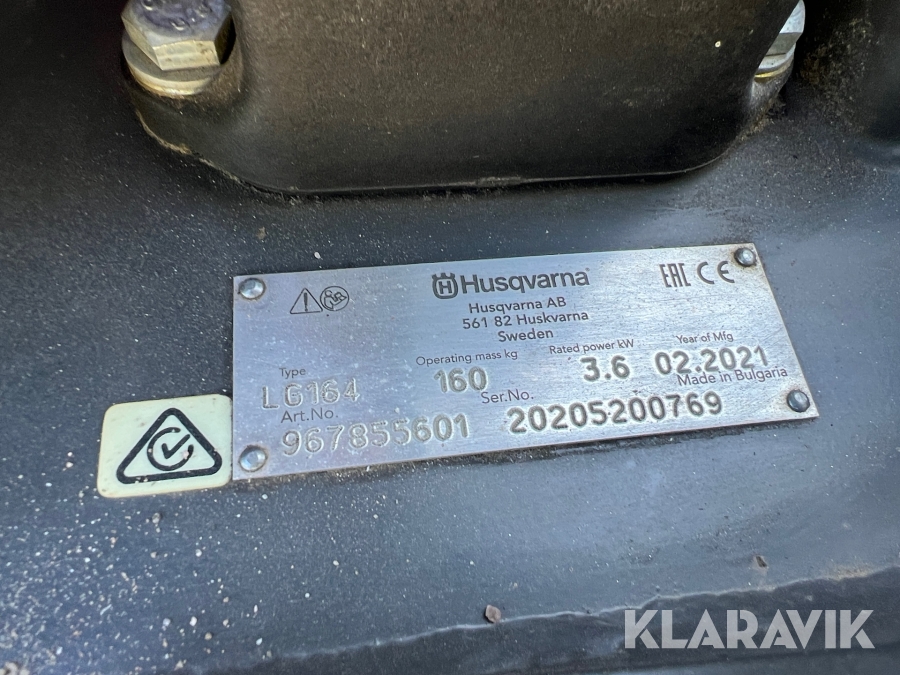 Husqvarna
EAC CE
Husqvarna AB
561 82 Huskvarna
Sweden
Type
LG164
Operating mass kg
160
Rated power kW
3.6
Year of Mfg
02.2021
Made in Bulgaria
Art.No.
967855601
Ser.No.
20205200769
KLARAVIK